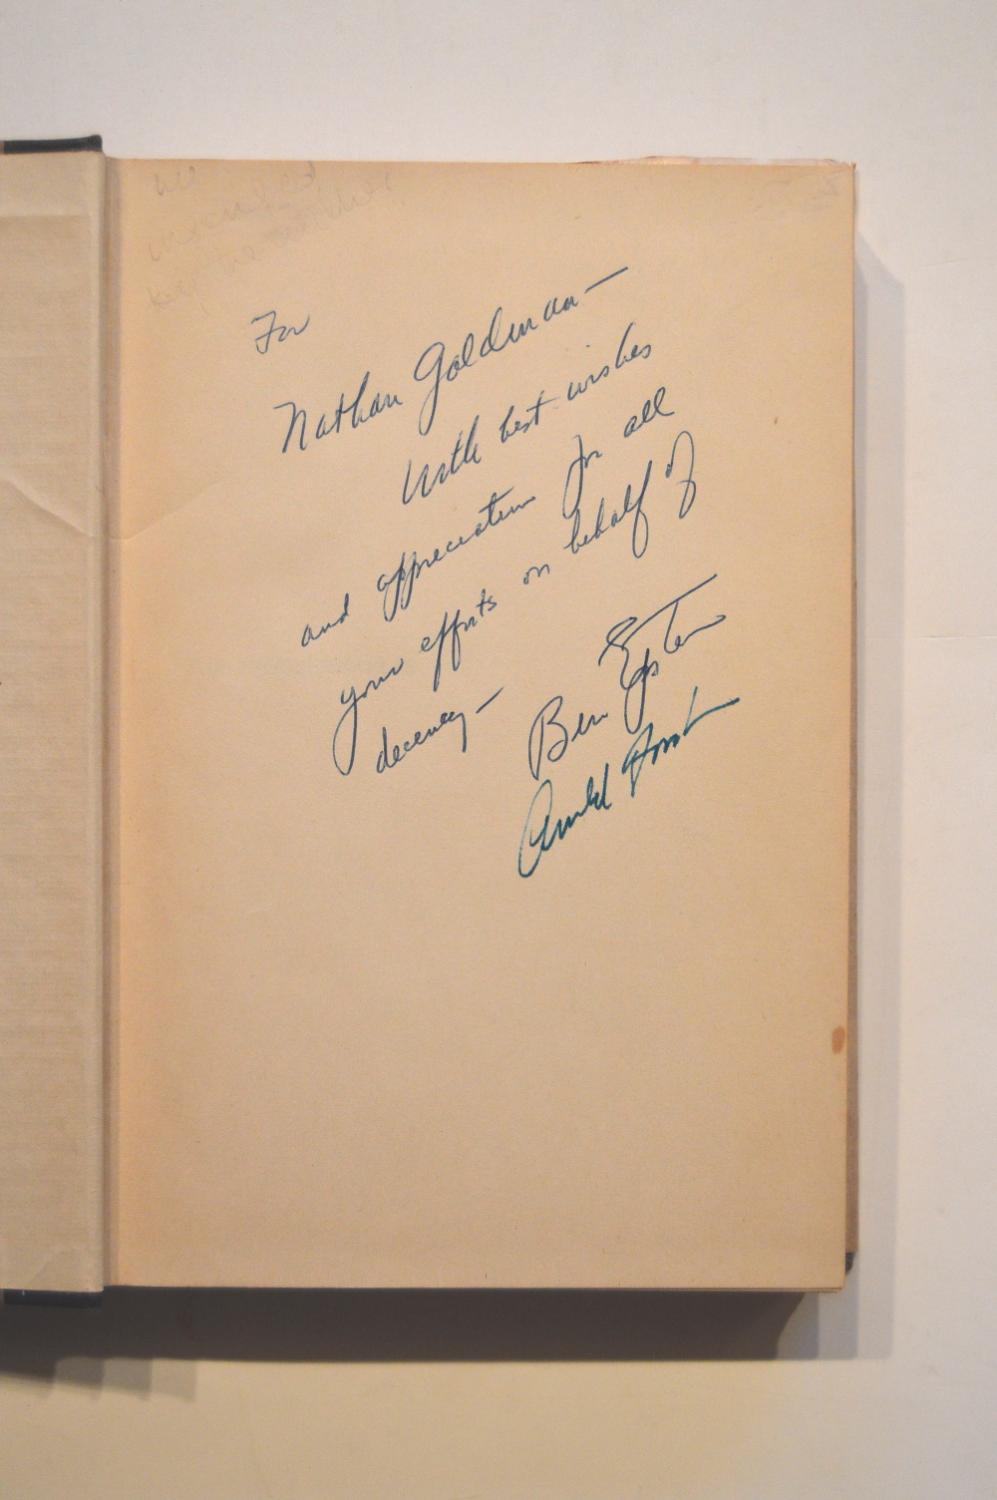 For
Nathan Goldman —
With best wishes
and appreciation for all
your efforts on behalf of
decency —
Ben Epstein
Arnold Forster